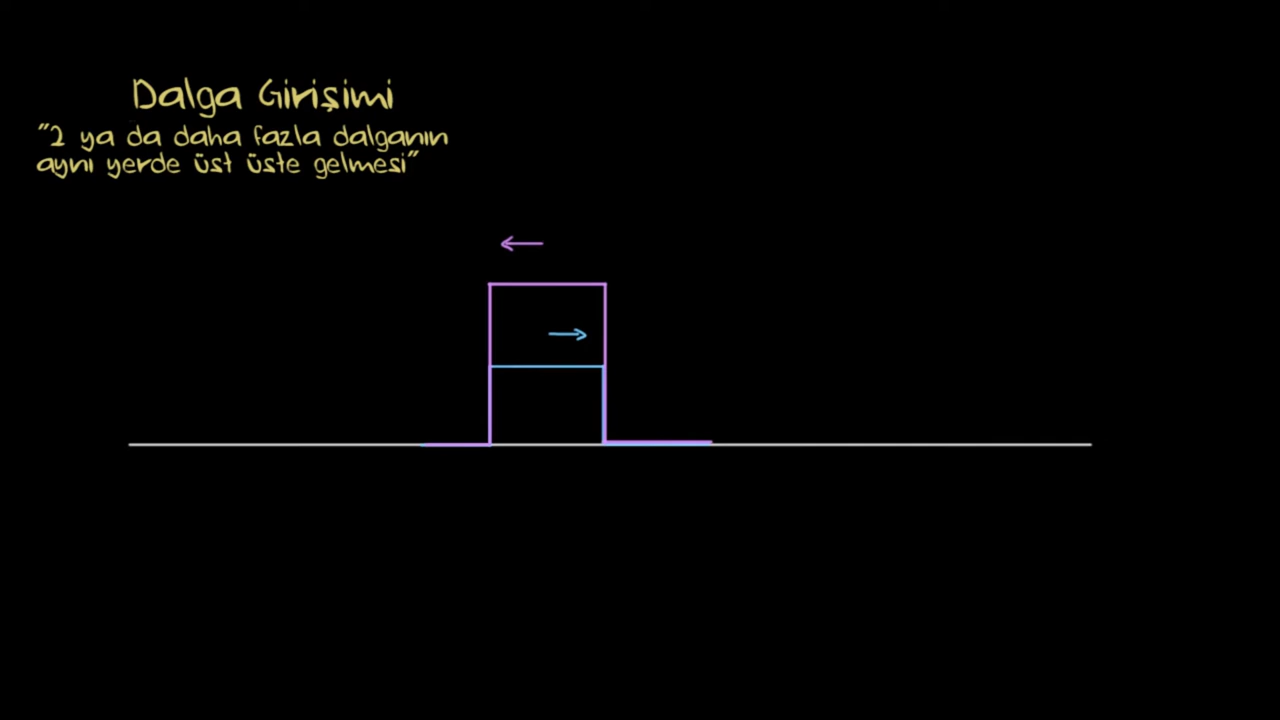 Dalga Girişimi
"2 ya da daha fazla dalganın
aynı yerde üst üste gelmesi"